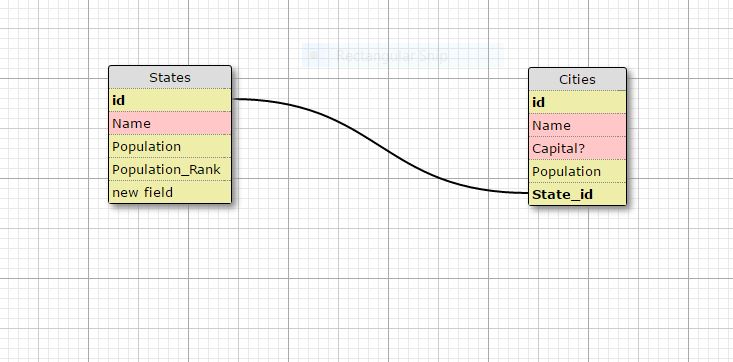 Rectangular Snip
States
id
Name
Population
Population_Rank
new field
Cities
id
Name
Capital?
Population
State_id